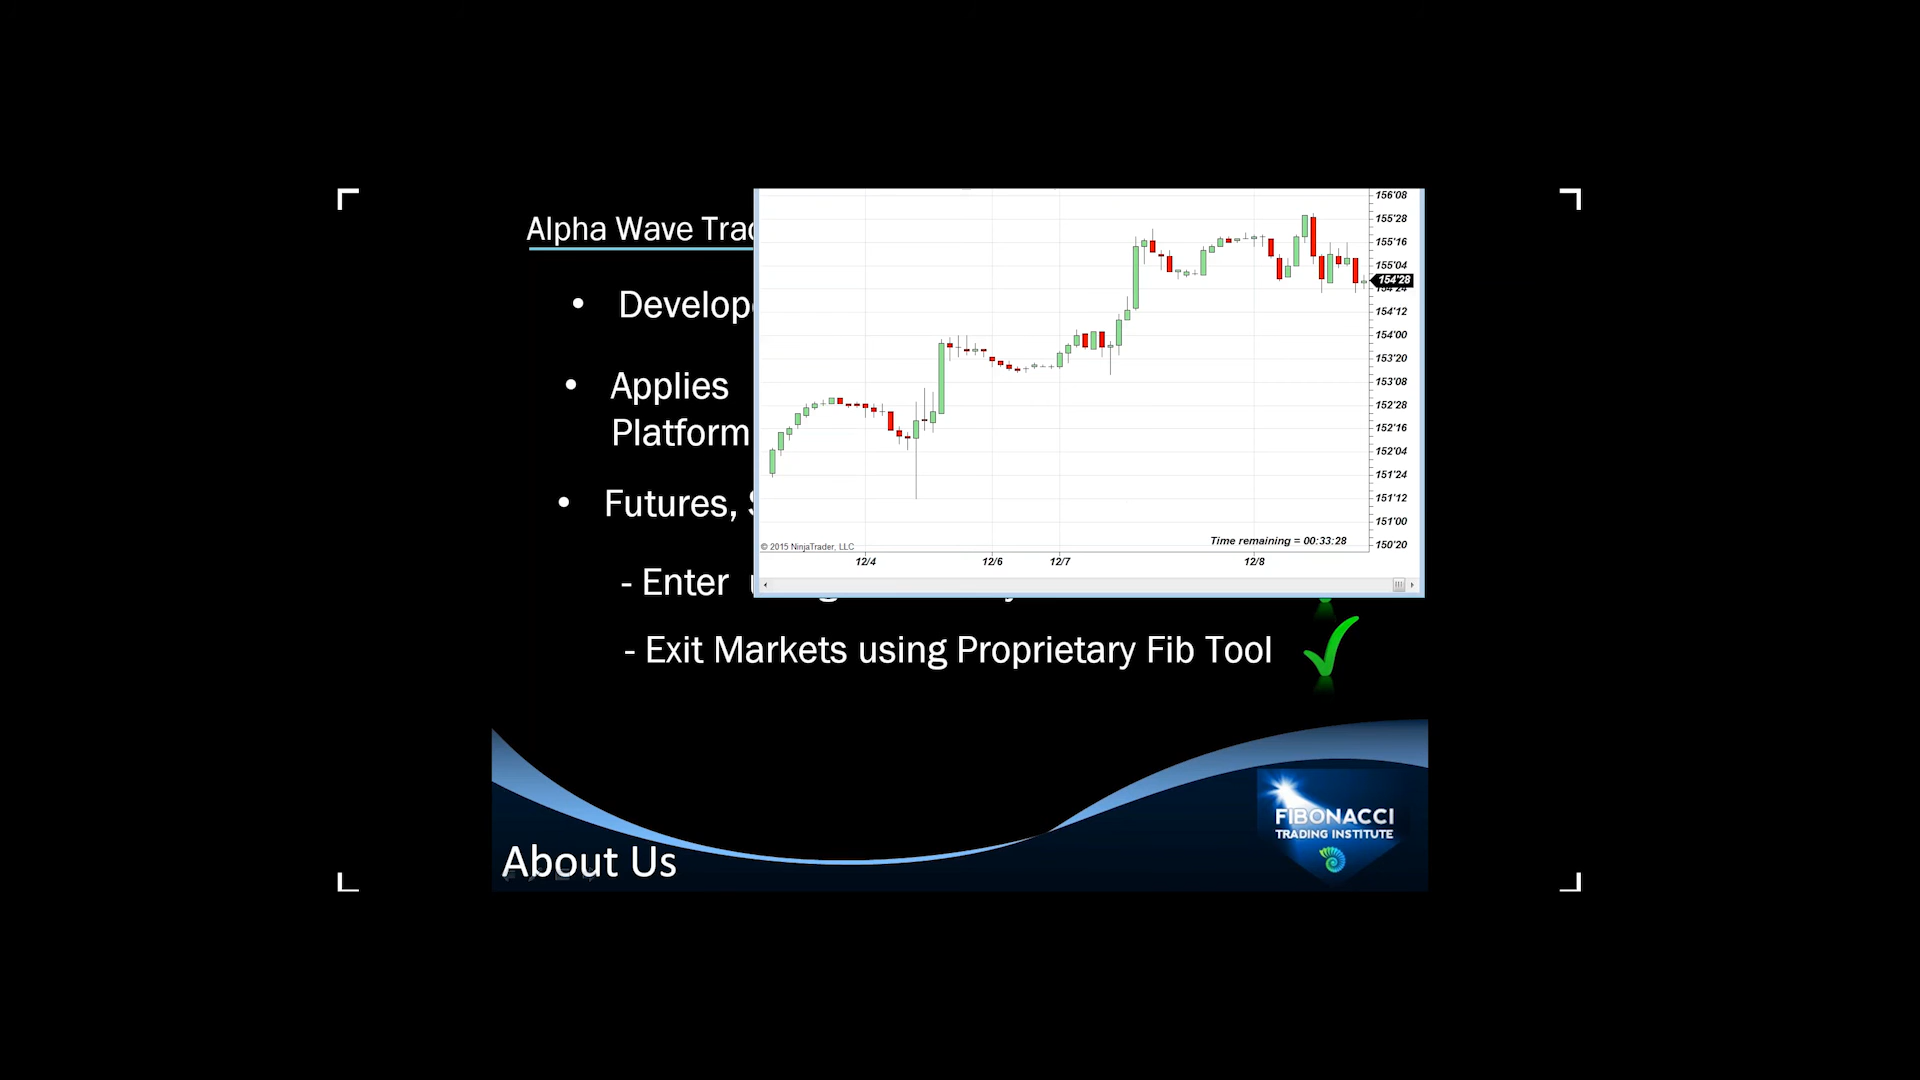 Alpha Wave Trad
• Develope
• Applies
Platform
• Futures, S
- Enter
- Exit Markets using Proprietary Fib Tool
156'08
155'28
155'16
155'04
154'28
154'24
154'12
154'00
153'20
153'08
152'28
152'16
152'04
151'24
151'12
151'00
150'20
Time remaining = 00:33:28
© 2015 NinjaTrader, LLC
12/4 12/6 12/7 12/8
FIBONACCI
TRADING INSTITUTE
About Us